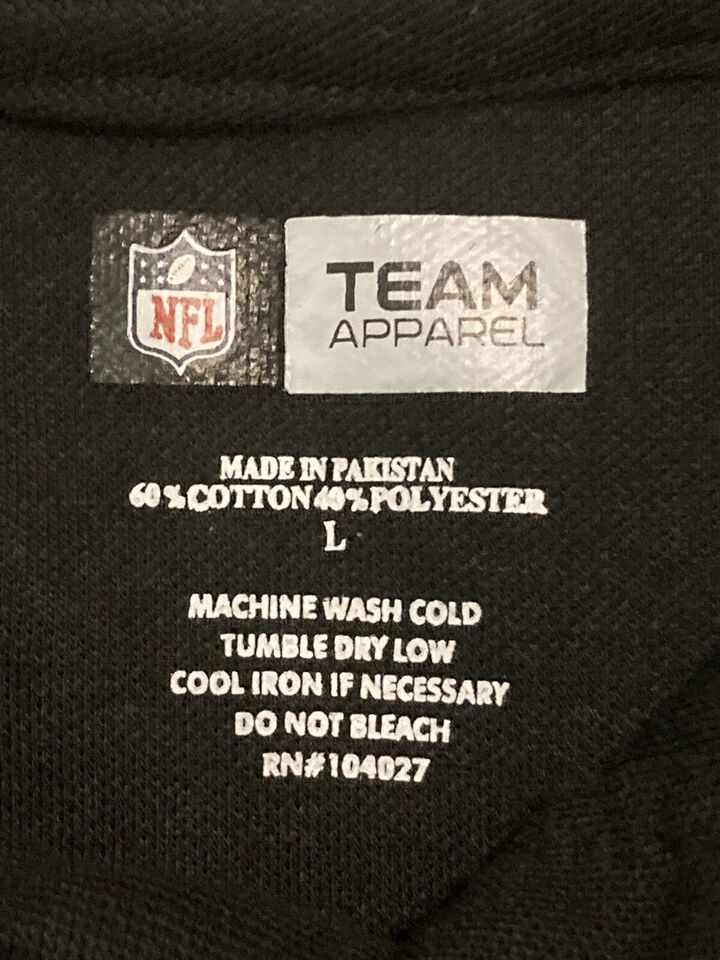 NFL
TEAM
APPAREL
MADE IN PAKISTAN
60%COTTON 40%POLYESTER
L
MACHINE WASH COLD
TUMBLE DRY LOW
COOL IRON IF NECESSARY
DO NOT BLEACH
RN#104027